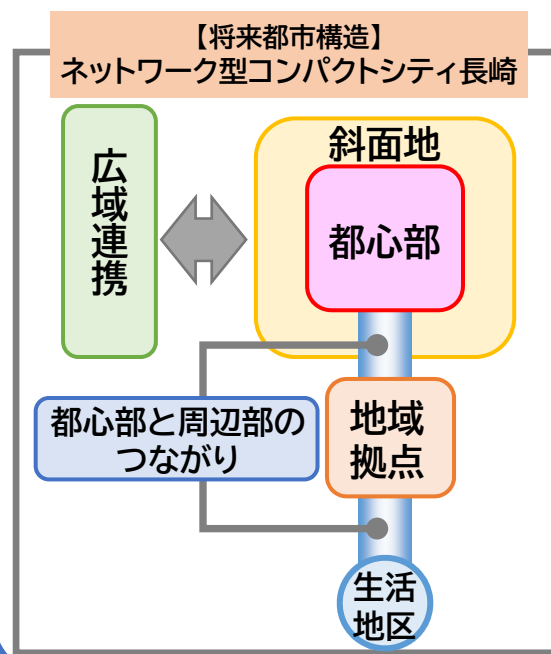 【将来都市構造】
ネットワーク型コンパクトシティ長崎
広域連携
斜面地
都心部
都心部と周辺部の
つながり
地域
拠点
生活
地区